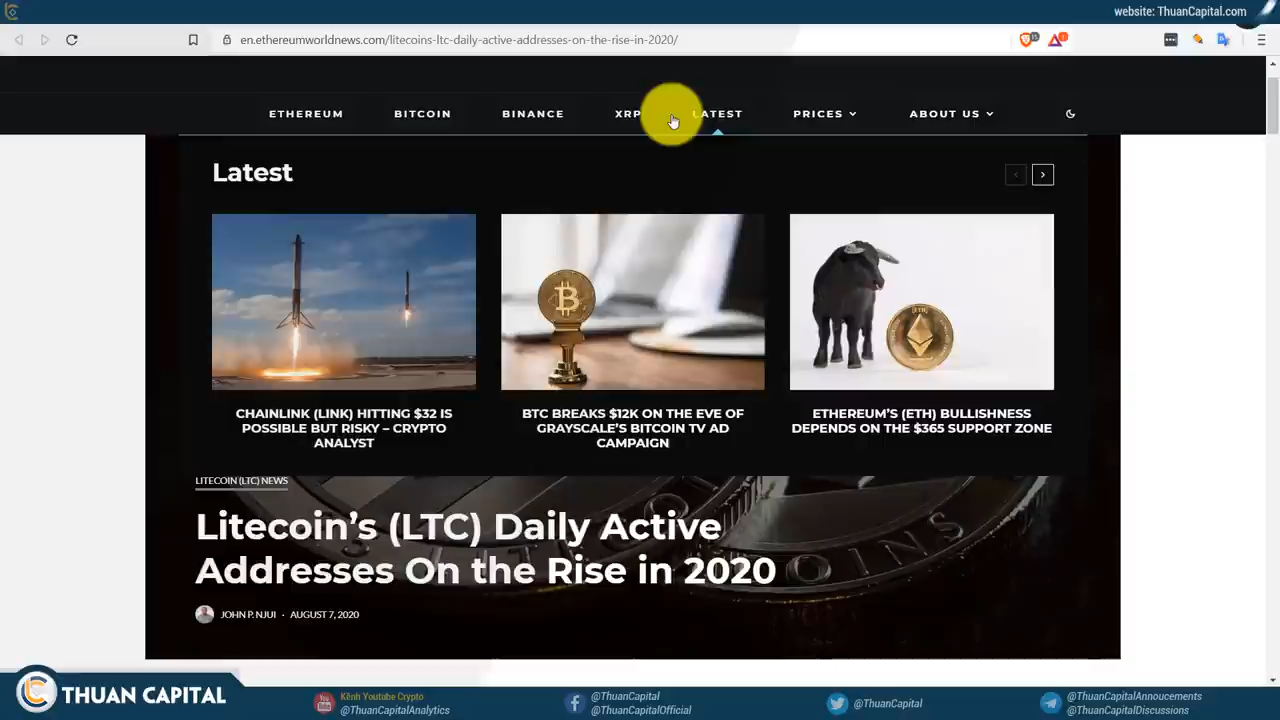 website: ThuanCapital.com
en.ethereumworldnews.com/litecoins-ltc-daily-active-addresses-on-the-rise-in-2020/
ETHEREUM BITCOIN BINANCE XRP LATEST PRICES ABOUT US
Latest
CHAINLINK (LINK) HITTING $32 IS
POSSIBLE BUT RISKY – CRYPTO
ANALYST
BTC BREAKS $12K ON THE EVE OF
GRAYSCALE'S BITCOIN TV AD
CAMPAIGN
ETHEREUM'S (ETH) BULLISHNESS
DEPENDS ON THE $365 SUPPORT ZONE
LITECOIN (LTC) NEWS
Litecoin's (LTC) Daily Active
Addresses On the Rise in 2020
JOHN P. NJUI · AUGUST 7, 2020
THUAN CAPITAL
Kênh Youtube Crypto
@ThuanCapitalAnalytics
@ThuanCapital
@ThuanCapitalOfficial
@ThuanCapital
@ThuanCapitalAnnoucements
@ThuanCapitalDiscussions